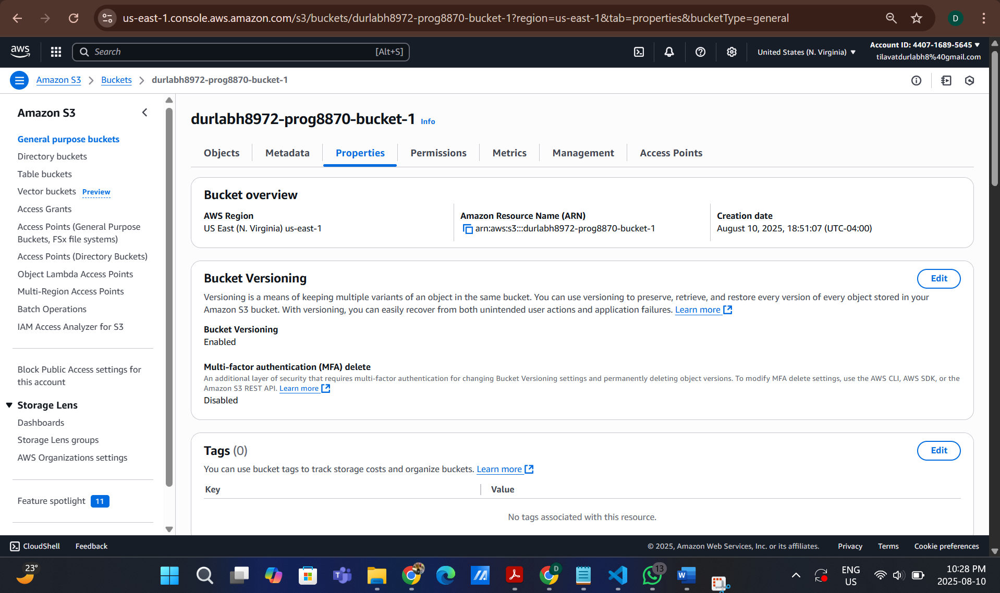 us-east-1.console.aws.amazon.com/s3/buckets/durlabh8972-prog8870-bucket-1?region=us-east-1&tab=properties&bucketType=general
D
aws
Search
[Alt+S]
United States (N. Virginia)
Account ID: 4407-1689-5645
tilavatdurlabh8%40gmail.com
Amazon S3
Buckets
durlabh8972-prog8870-bucket-1
Amazon S3
General purpose buckets
Directory buckets
Table buckets
Vector buckets Preview
Access Grants
Access Points (General Purpose
Buckets, FSx file systems)
Access Points (Directory Buckets)
Object Lambda Access Points
Multi-Region Access Points
Batch Operations
IAM Access Analyzer for S3
Block Public Access settings for
this account
Storage Lens
Dashboards
Storage Lens groups
AWS Organizations settings
Feature spotlight 11
durlabh8972-prog8870-bucket-1 Info
Objects
Metadata
Properties
Permissions
Metrics
Management
Access Points
Bucket overview
AWS Region
US East (N. Virginia) us-east-1
Amazon Resource Name (ARN)
arn:aws:s3:::durlabh8972-prog8870-bucket-1
Creation date
August 10, 2025, 18:51:07 (UTC-04:00)
Bucket Versioning
Edit
Versioning is a means of keeping multiple variants of an object in the same bucket. You can use versioning to preserve, retrieve, and restore every version of every object stored in your
Amazon S3 bucket. With versioning, you can easily recover from both unintended user actions and application failures. Learn more
Bucket Versioning
Enabled
Multi-factor authentication (MFA) delete
An additional layer of security that requires multi-factor authentication for changing Bucket Versioning settings and permanently deleting object versions. To modify MFA delete settings, use the AWS CLI, AWS SDK, or the
Amazon S3 REST API. Learn more
Disabled
Tags (0)
Edit
You can use bucket tags to track storage costs and organize buckets. Learn more
Key
Value
No tags associated with this resource.
CloudShell
Feedback
© 2025, Amazon Web Services, Inc. or its affiliates.
Privacy
Terms
Cookie preferences
23°
T
D
13
W
ENG
US
10:28 PM
2025-08-10